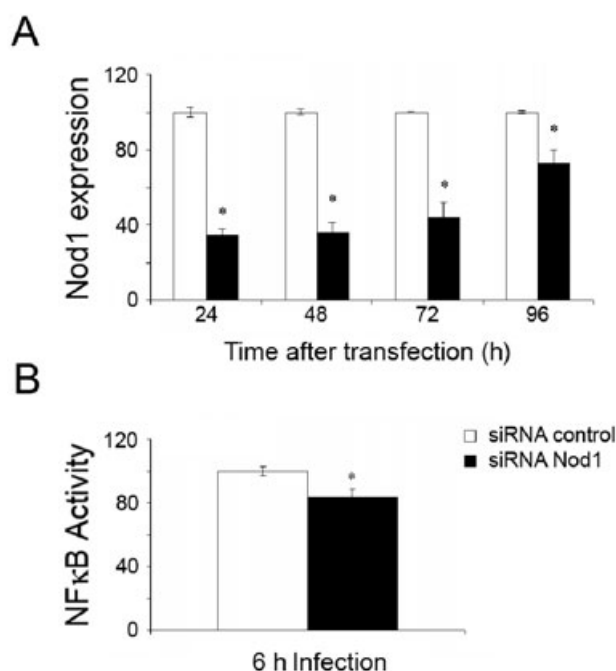 A
Nod1 expression
120
80
40
0
* * * *
24 48 72 96
Time after transfection (h)
B
NFκB Activity
120
80
40
0
*
6 h Infection
siRNA control
siRNA Nod1